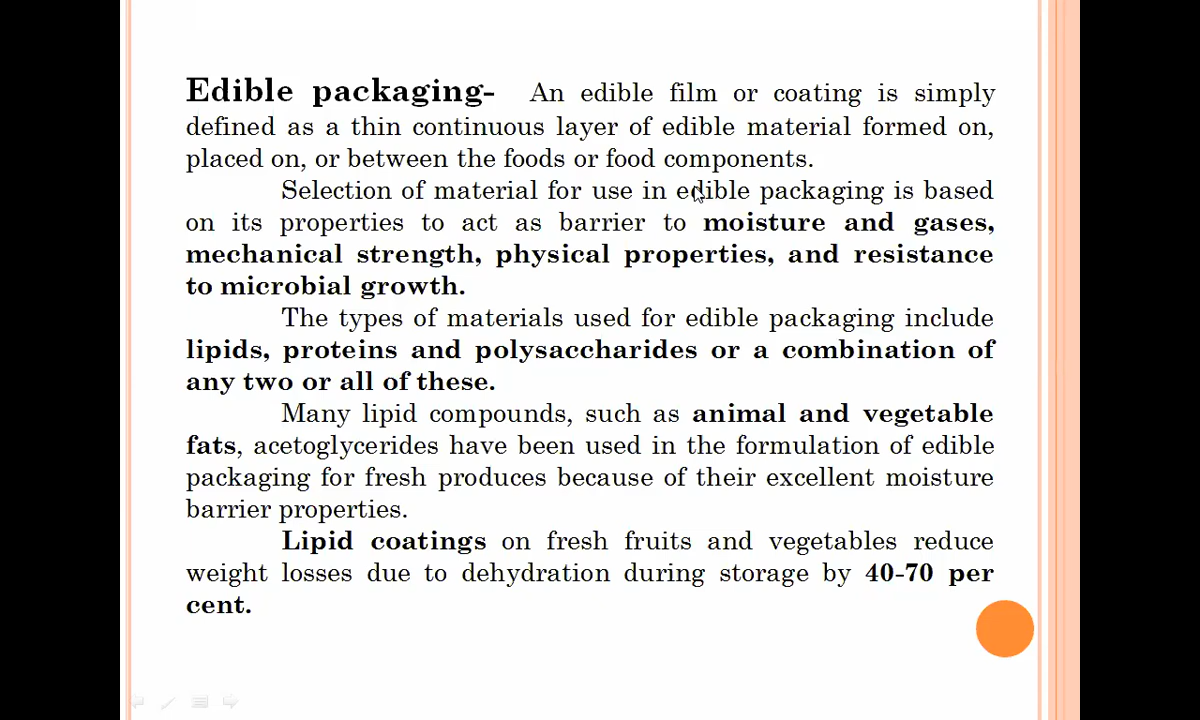 Edible packaging- An edible film or coating is simply
defined as a thin continuous layer of edible material formed on,
placed on, or between the foods or food components.
Selection of material for use in edible packaging is based
on its properties to act as barrier to moisture and gases,
mechanical strength, physical properties, and resistance
to microbial growth.
The types of materials used for edible packaging include
lipids, proteins and polysaccharides or a combination of
any two or all of these.
Many lipid compounds, such as animal and vegetable
fats, acetoglycerides have been used in the formulation of edible
packaging for fresh produces because of their excellent moisture
barrier properties.
Lipid coatings on fresh fruits and vegetables reduce
weight losses due to dehydration during storage by 40-70 per
cent.